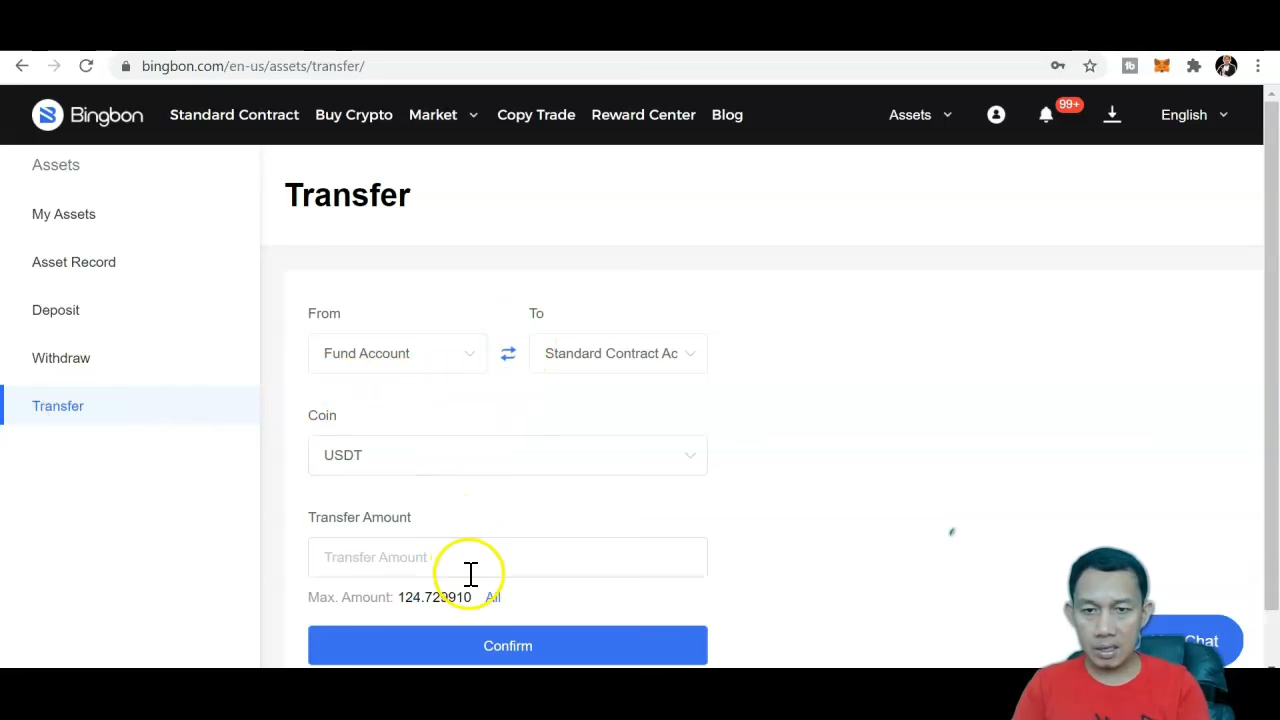 bingbon.com/en-us/assets/transfer/
Bingbon Standard Contract Buy Crypto Market Copy Trade Reward Center Blog Assets 99+ English
Assets
Transfer
My Assets
Asset Record
Deposit
Withdraw
Transfer
From To
Fund Account Standard Contract Ac
Coin
USDT
Transfer Amount
Transfer Amount
Max. Amount: 124.729910 All
Confirm
Chat